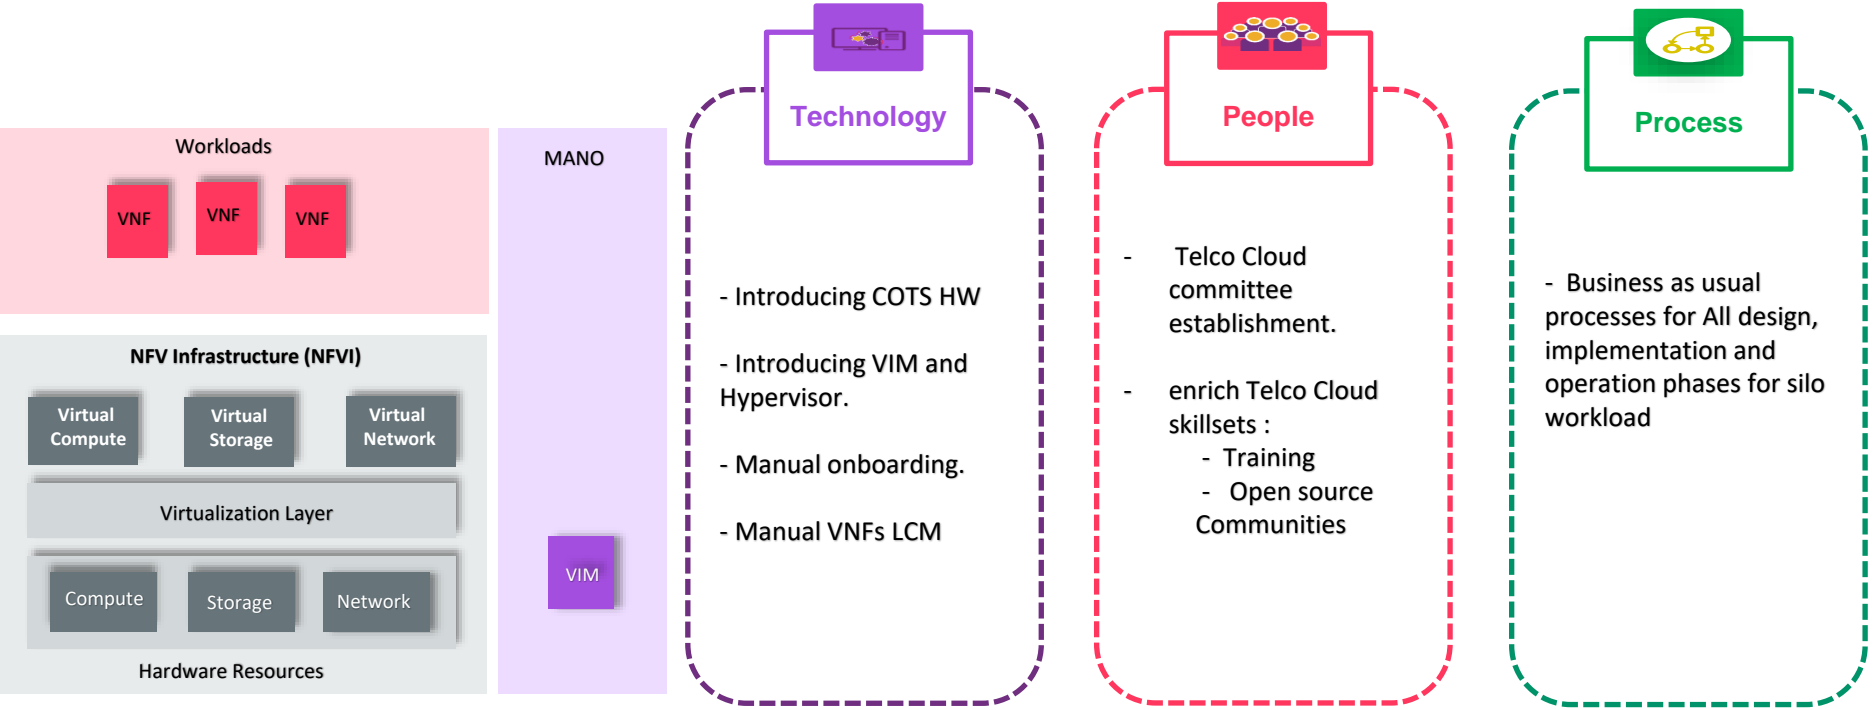 Workloads
VNF
VNF
VNF
NFV Infrastructure (NFVI)
Virtual
Compute
Virtual
Storage
Virtual
Network
Virtualization Layer
Compute
Storage
Network
Hardware Resources
MANO
VIM
Technology
- Introducing COTS HW
- Introducing VIM and
Hypervisor.
- Manual onboarding.
- Manual VNFs LCM
People
- Telco Cloud
committee
establishment.
- enrich Telco Cloud
skillsets :
- Training
- Open source
Communities
Process
- Business as usual
processes for All design,
implementation and
operation phases for silo
workload